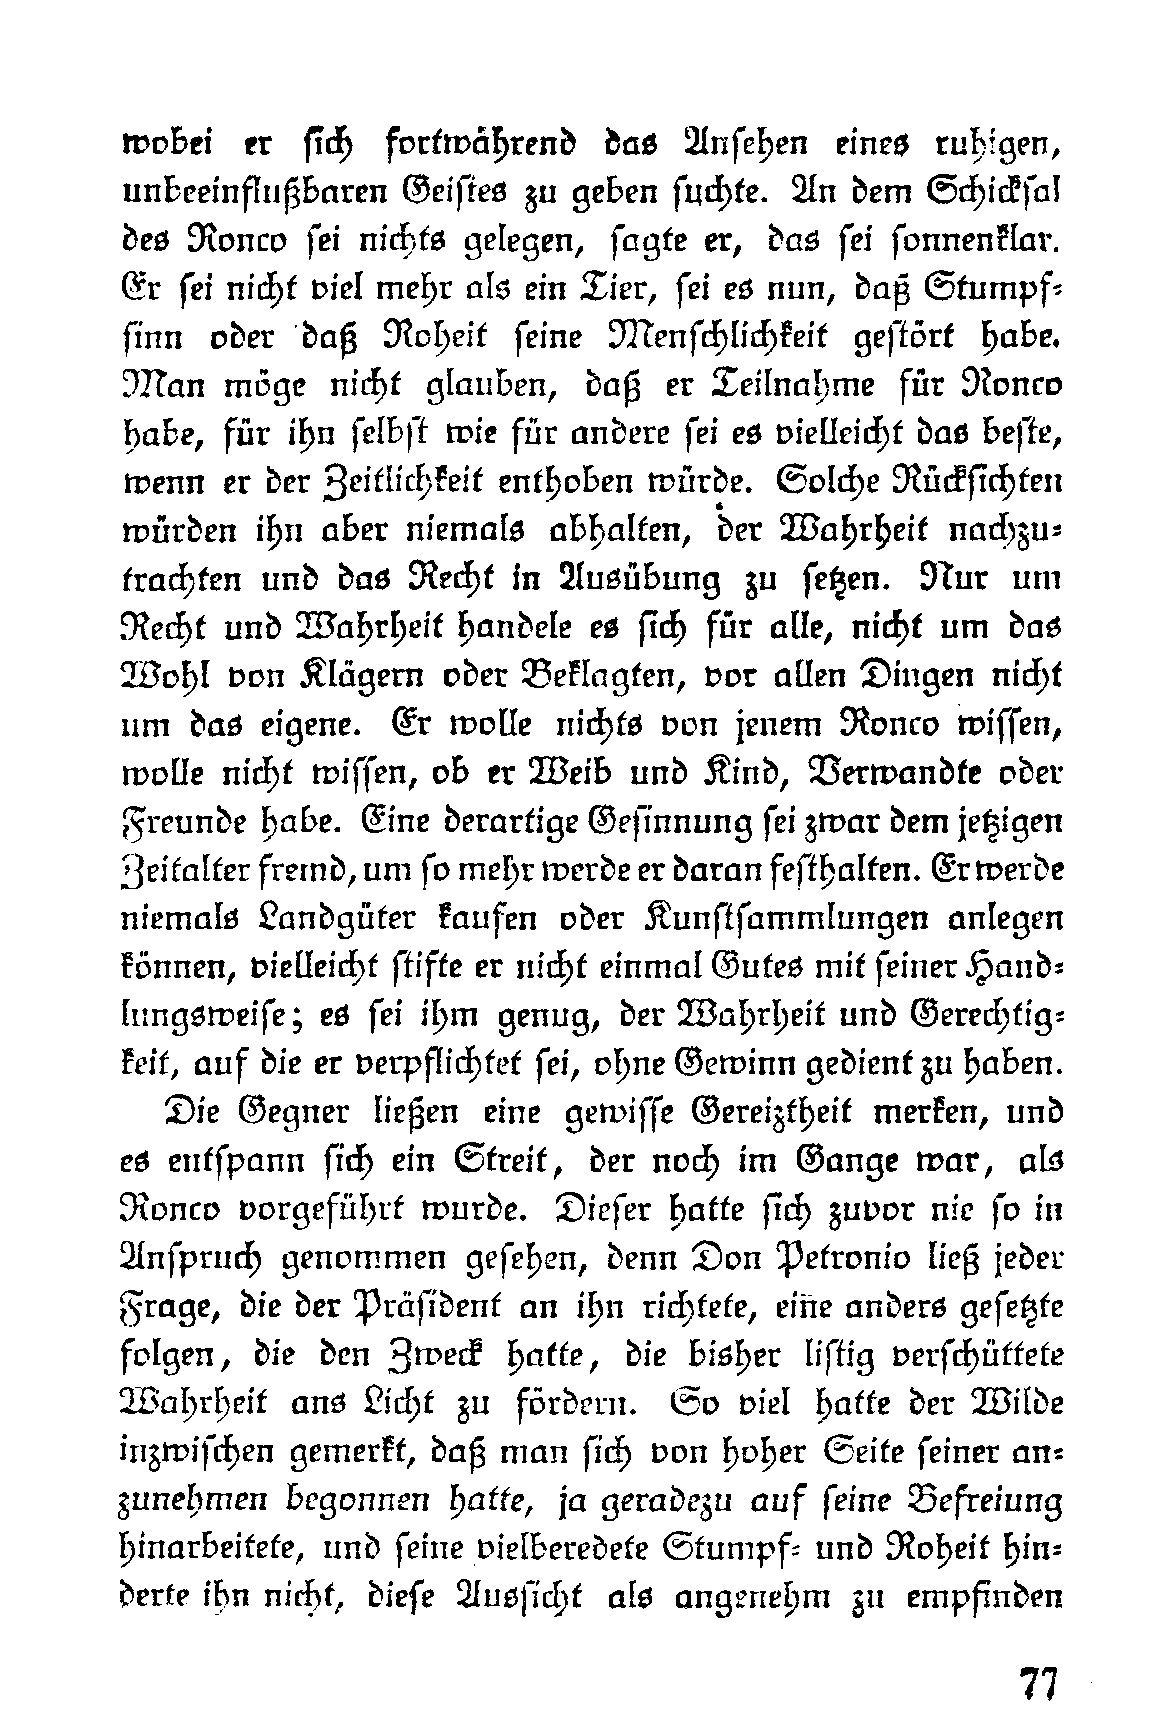 wobei er sich fortwährend das Ansehen eines ruhigen,
unbeeinflußbaren Geistes zu geben suchte. An dem Schicksal
des Ronco sei nichts gelegen, sagte er, das sei sonnenklar.
Er sei nicht viel mehr als ein Tier, sei es nun, daß Stumpf-
sinn oder daß Roheit seine Menschlichkeit gestört habe.
Man möge nicht glauben, daß er Teilnahme für Ronco
habe, für ihn selbst wie für andere sei es vielleicht das beste,
wenn er der Zeitlichkeit enthoben würde. Solche Rücksichten
würden ihn aber niemals abhalten, der Wahrheit nachzu-
trachten und das Recht in Ausübung zu setzen. Nur um
Recht und Wahrheit handele es sich für alle, nicht um das
Wohl von Klägern oder Beklagten, vor allen Dingen nicht
um das eigene. Er wolle nichts von jenem Ronco wissen,
wolle nicht wissen, ob er Weib und Kind, Verwandte oder
Freunde habe. Eine derartige Gesinnung sei zwar dem jetzigen
Zeitalter fremd, um so mehr werde er daran festhalten. Er werde
niemals Landgüter kaufen oder Kunstsammlungen anlegen
können, vielleicht stifte er nicht einmal Gutes mit seiner Hand-
lungsweise; es sei ihm genug, der Wahrheit und Gerechtig-
keit, auf die er verpflichtet sei, ohne Gewinn gedient zu haben.
Die Gegner ließen eine gewisse Gereiztheit merken, und
es entspann sich ein Streit, der noch im Gange war, als
Ronco vorgeführt wurde. Dieser hatte sich zuvor nie so in
Anspruch genommen gesehen, denn Don Petronio ließ jeder
Frage, die der Präsident an ihn richtete, eine anders gesetzte
folgen, die den Zweck hatte, die bisher listig verschüttete
Wahrheit ans Licht zu fördern. So viel hatte der Wilde
inzwischen gemerkt, daß man sich von hoher Seite seiner an-
zunehmen begonnen hatte, ja geradezu auf seine Befreiung
hinarbeitete, und seine vielberedete Stumpf- und Roheit hin-
derte ihn nicht, diese Aussicht als angenehm zu empfinden
77